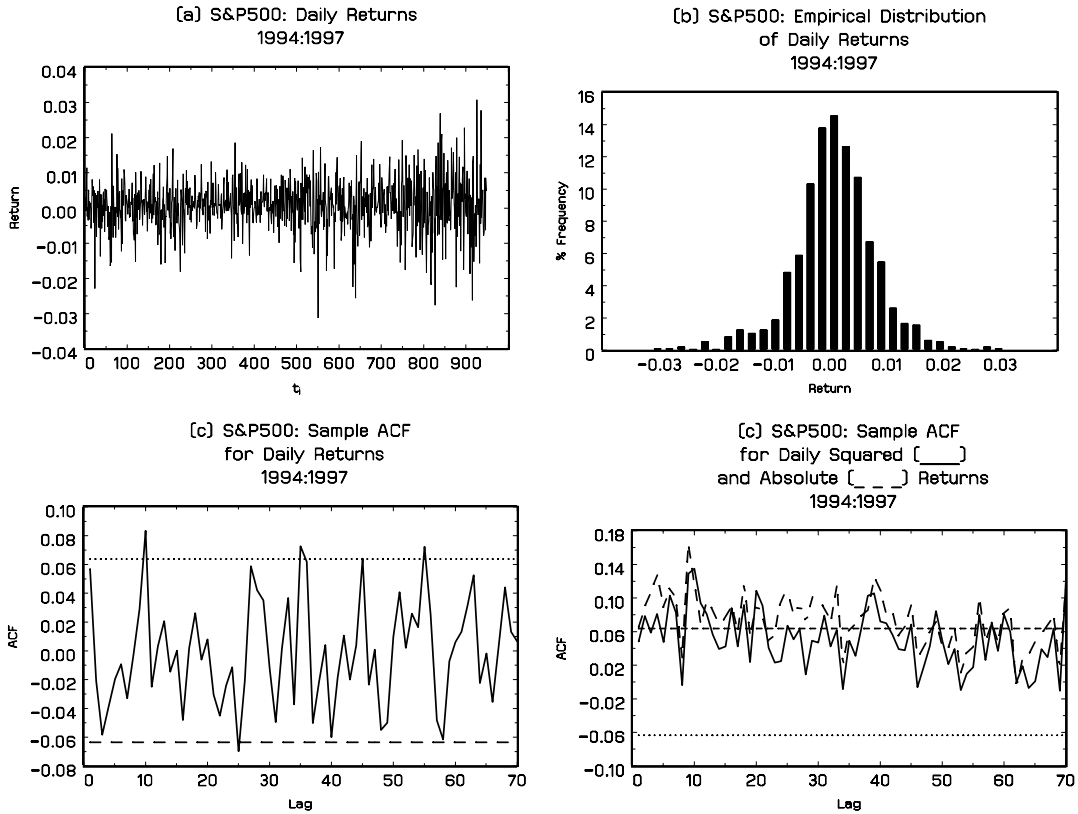 (a) S&P500: Daily Returns
1994:1997
0.04
0.03
0.02
0.01
0.00
−0.01
−0.02
−0.03
−0.04
Return
0 100 200 300 400 500 600 700 800 900
ti
(b) S&P500: Empirical Distribution
of Daily Returns
1994:1997
16
14
12
10
8
6
4
2
0
% Frequency
−0.03 −0.02 −0.01 0.00 0.01 0.02 0.03
Return
(c) S&P500: Sample ACF
for Daily Returns
1994:1997
0.10
0.08
0.06
0.04
0.02
0.00
−0.02
−0.04
−0.06
−0.08
ACF
0 10 20 30 40 50 60 70
Lag
(c) S&P500: Sample ACF
for Daily Squared (____)
and Absolute (_ _ _) Returns
1994:1997
0.18
0.14
0.10
0.06
0.02
−0.02
−0.06
−0.10
ACF
0 10 20 30 40 50 60 70
Lag